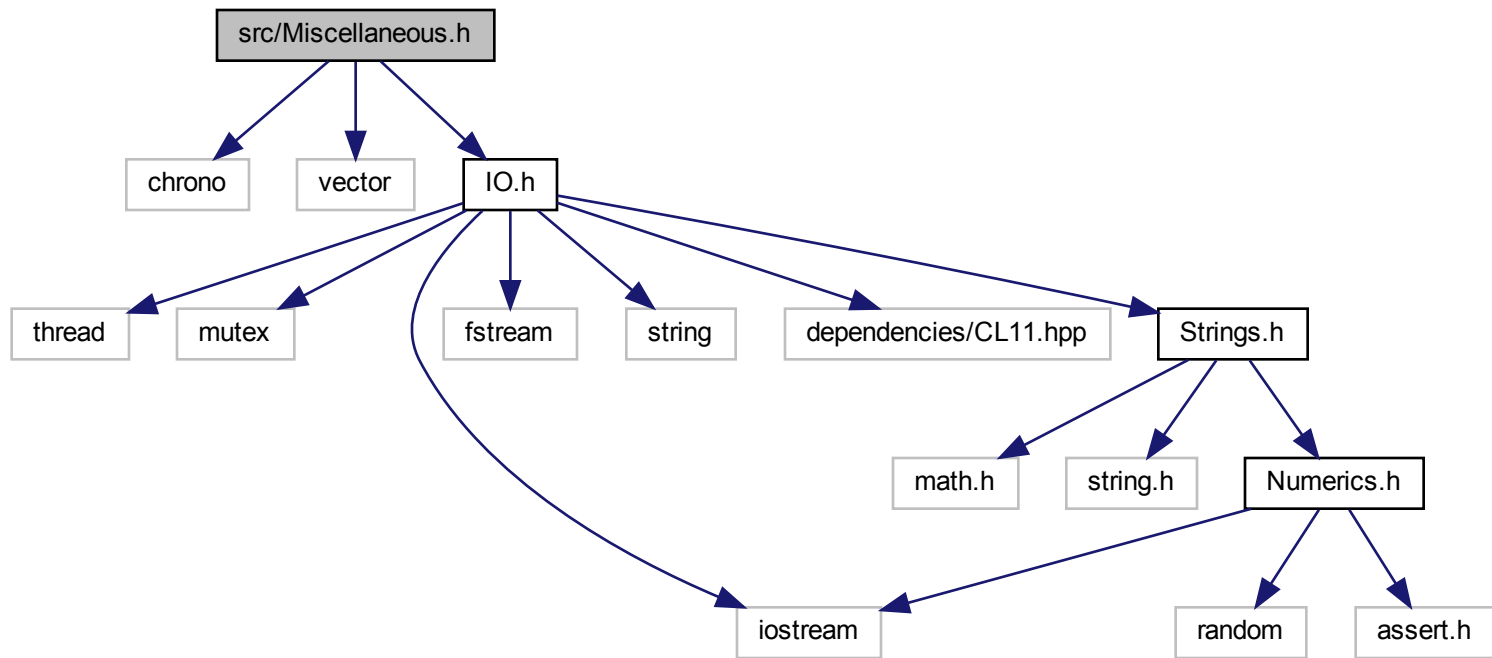 src/Miscellaneous.h
chrono
vector
IO.h
thread
mutex
fstream
string
dependencies/CL11.hpp
Strings.h
math.h
string.h
Numerics.h
iostream
random
assert.h